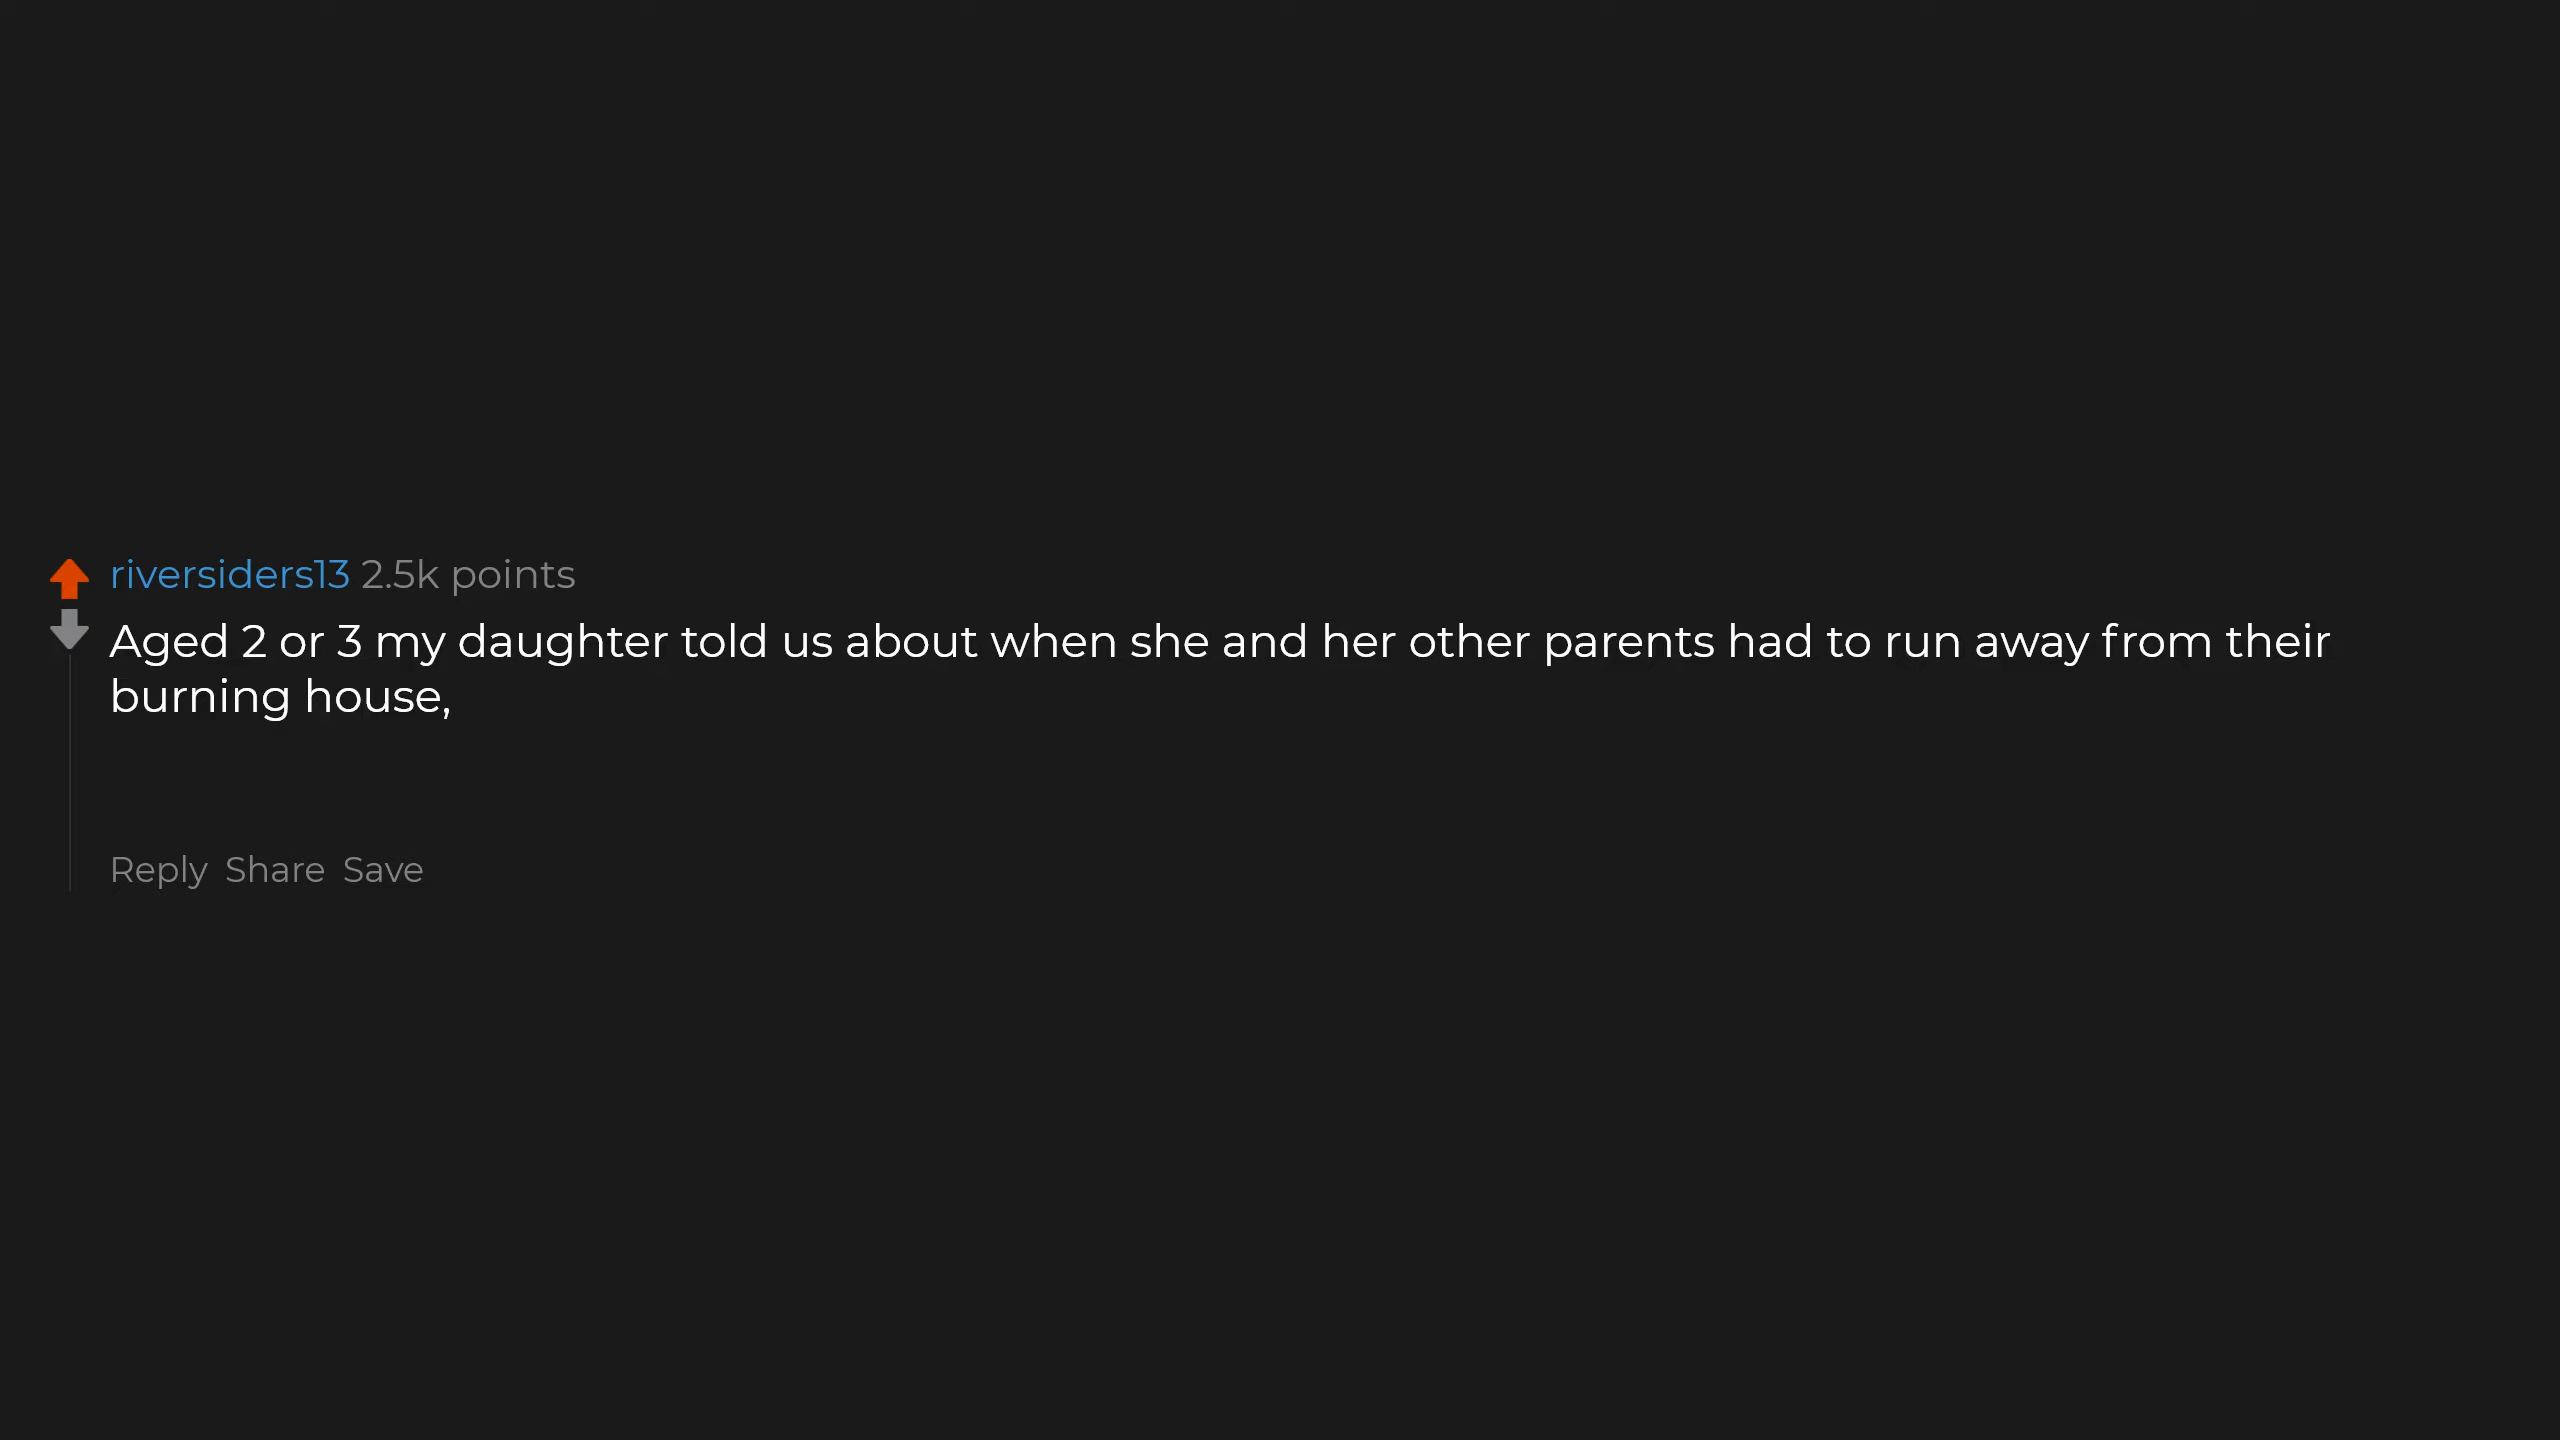 riversiders13 2.5k points
Aged 2 or 3 my daughter told us about when she and her other parents had to run away from their
burning house,
Reply Share Save